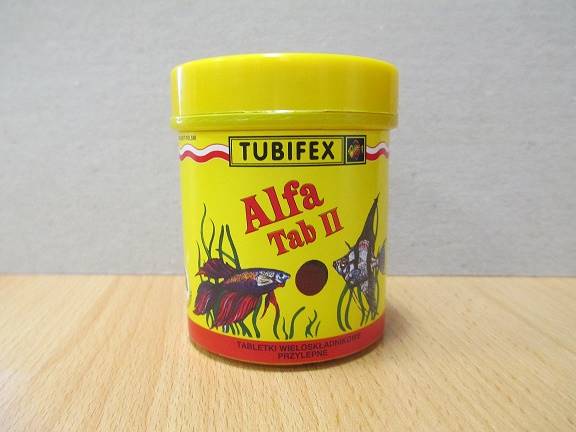 TUBIFEX
Alfa
Tab II
TABLETKI WIELOSKŁADNIKOWE
PRZYLEPNE